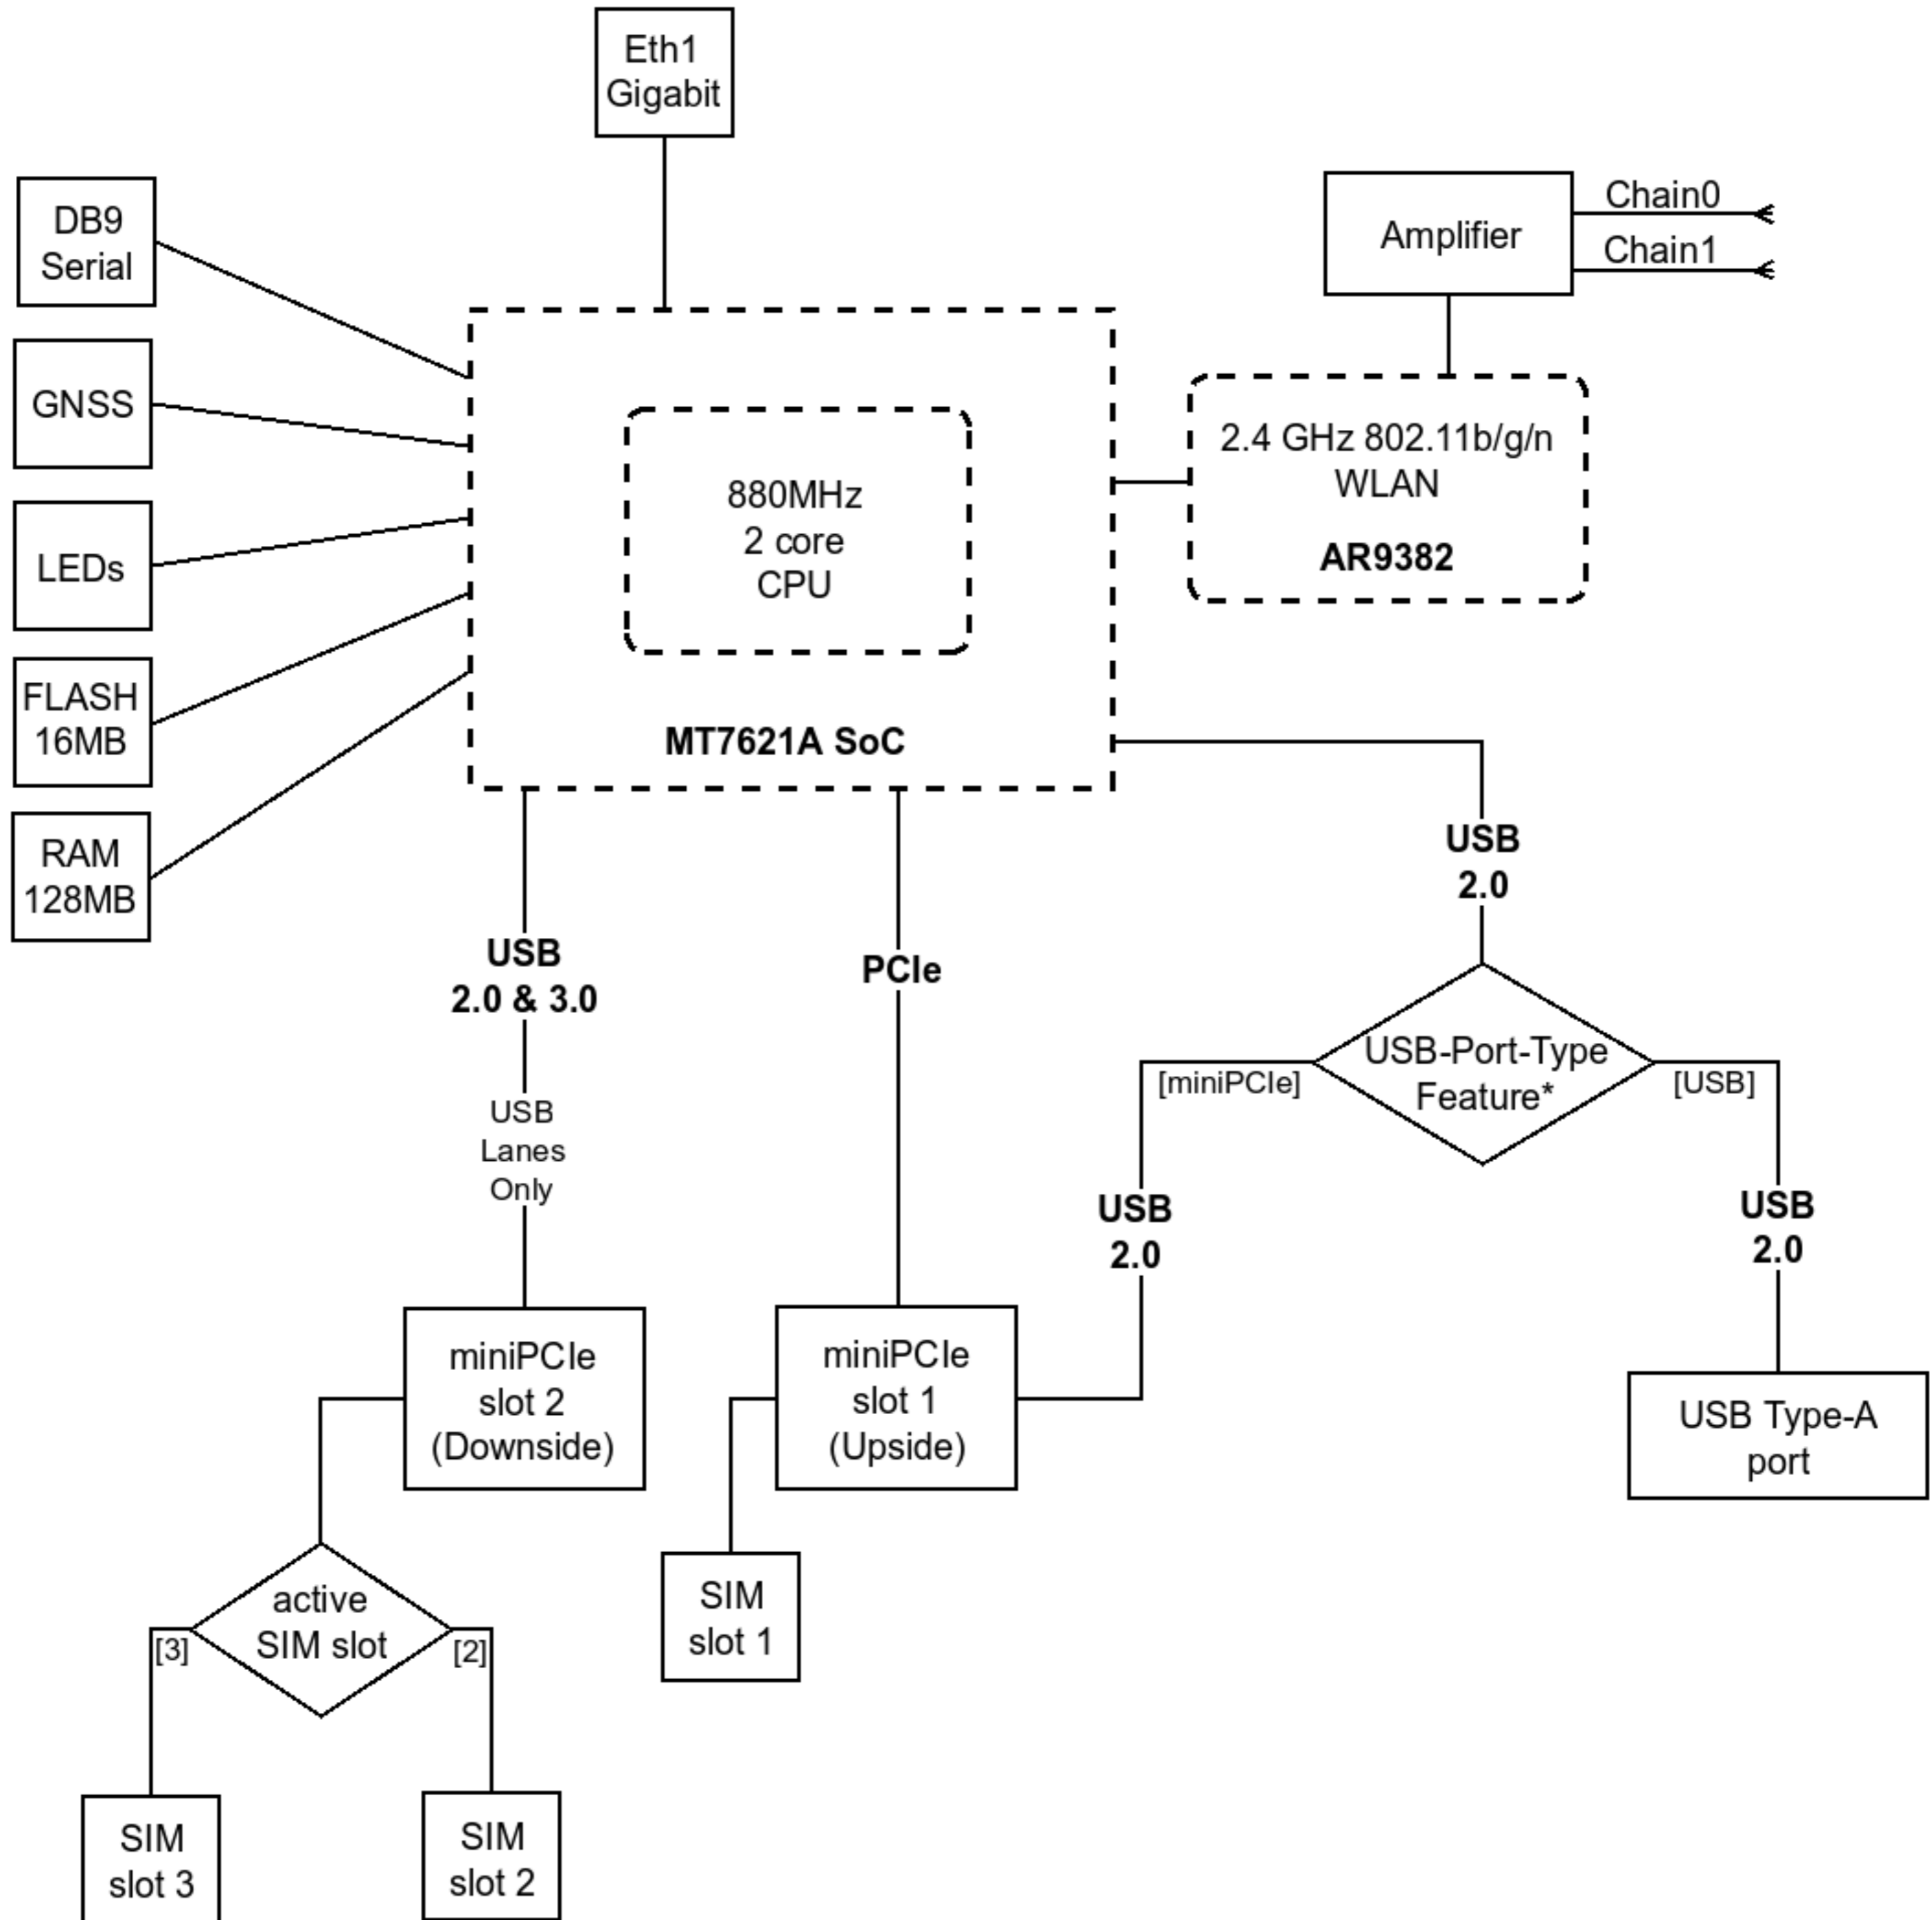 Eth1
Gigabit
DB9
Serial
Amplifier
Chain0
Chain1
GNSS
LEDs
FLASH
16MB
RAM
128MB
880MHz
2 core
CPU
MT7621A SoC
2.4 GHz 802.11b/g/n
WLAN
AR9382
USB
2.0 & 3.0
USB
Lanes
Only
PCIe
USB
2.0
USB-Port-Type
Feature*
[miniPCIe]
[USB]
USB
2.0
USB
2.0
miniPCIe
slot 2
(Downside)
miniPCIe
slot 1
(Upside)
USB Type-A
port
active
SIM slot
[3]
[2]
SIM
slot 1
SIM
slot 3
SIM
slot 2